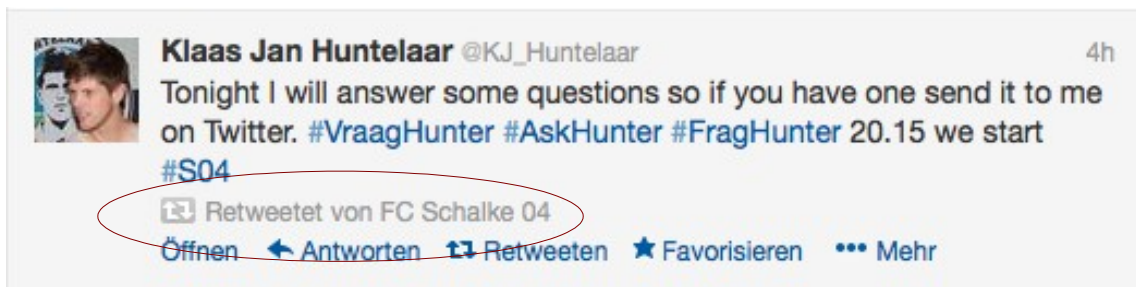 Klaas Jan Huntelaar @KJ_Huntelaar 4h
Tonight I will answer some questions so if you have one send it to me
on Twitter. #VraagHunter #AskHunter #FragHunter 20.15 we start
#S04
Retweetet von FC Schalke 04
Öffnen Antworten Retweeten Favorisieren ••• Mehr